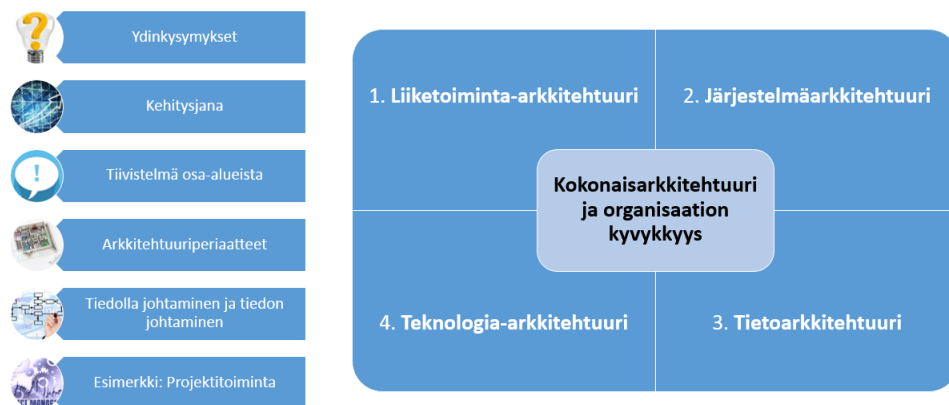 Ydinkysymykset
Kehitysjana
Tiivistelmä osa-alueista
Arkkitehtuuriperiaatteet
Tiedolla johtaminen ja tiedon
johtaminen
Esimerkki: Projektitoiminta
1. Liiketoiminta-arkkitehtuuri
2. Järjestelmäarkkitehtuuri
Kokonaisarkkitehtuuri
ja organisaation
kyvykkyys
4. Teknologia-arkkitehtuuri
3. Tietoarkkitehtuuri